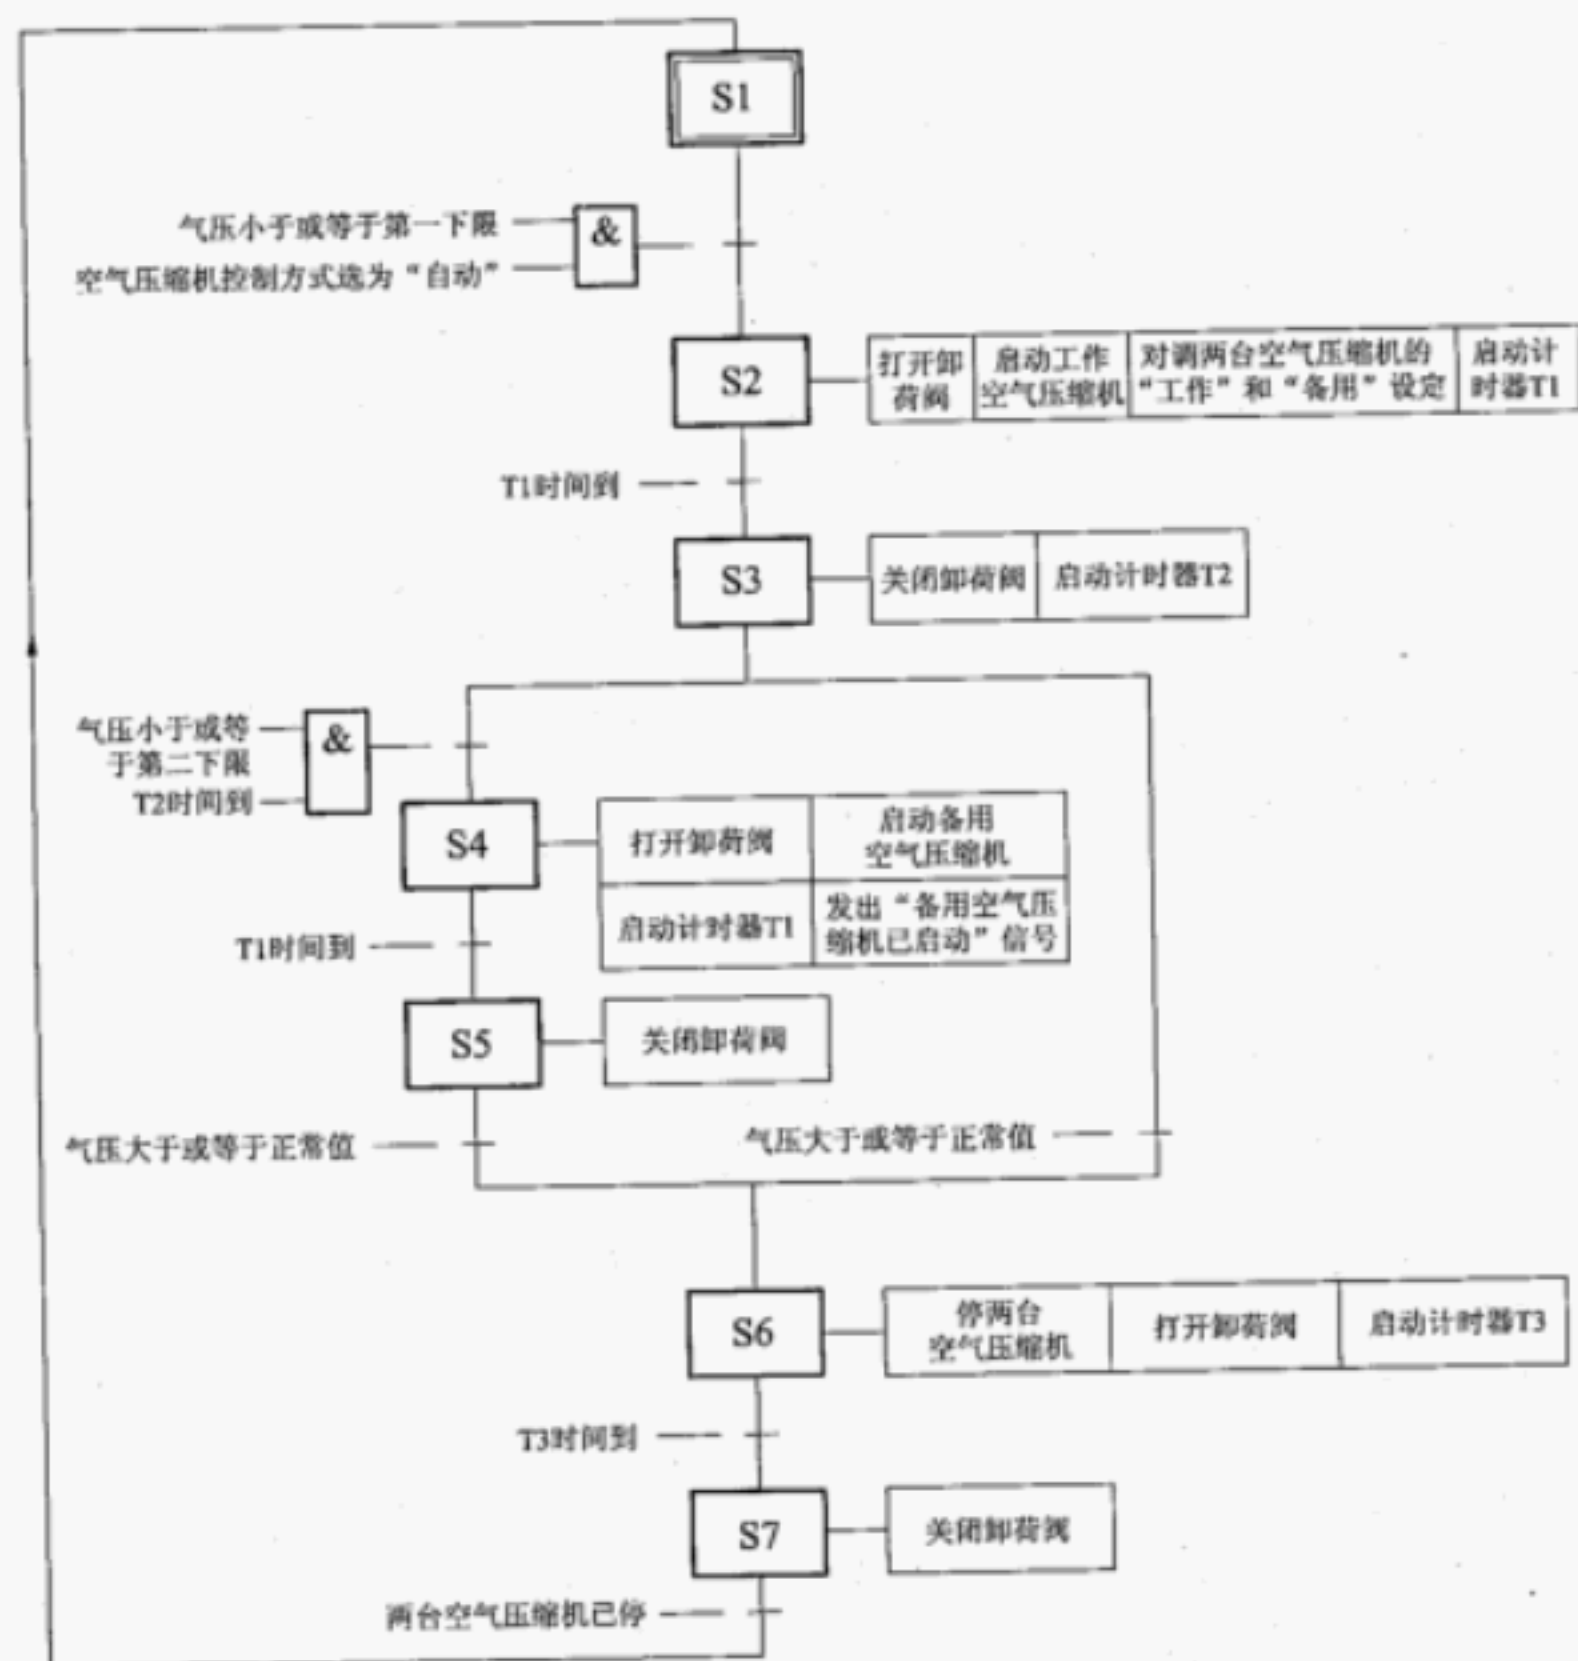 S1
气压小于或等于第一下限
&
空气压缩机控制方式选为“自动”
S2
打开卸
荷阀
启动工作
空气压缩机
对调两台空气压缩机的
“工作”和“备用”设定
启动计
时器T1
T1时间到
S3
关闭卸荷阀
启动计时器T2
气压小于或等
于第二下限
&
T2时间到
S4
打开卸荷阀
启动备用
空气压缩机
启动计时器T1
发出“备用空气压
缩机已启动”信号
T1时间到
S5
关闭卸荷阀
气压大于或等于正常值
气压大于或等于正常值
S6
停两台
空气压缩机
打开卸荷阀
启动计时器T3
T3时间到
S7
关闭卸荷阀
两台空气压缩机已停